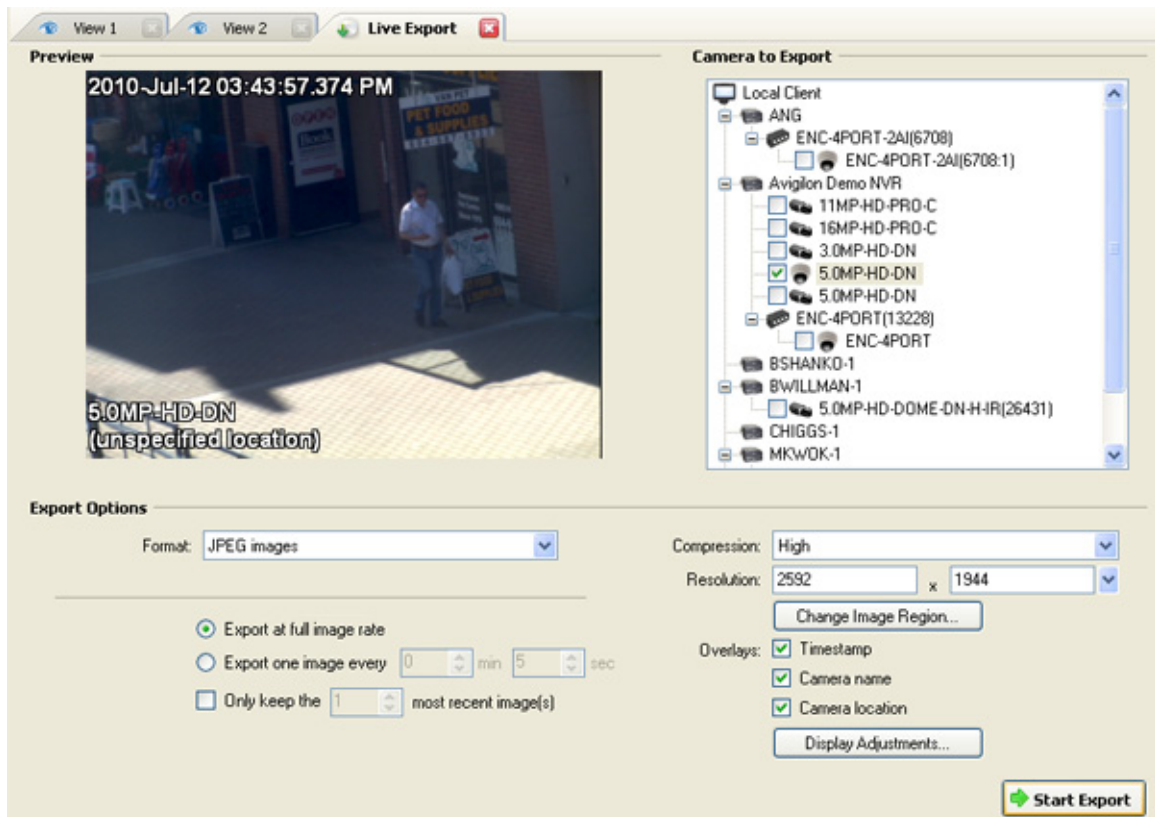 View 1
View 2
Live Export
Preview
2010-Jul-12 03:43:57.374 PM
PET FOOD
& SUPPLIES
5.0MP-HD-DN
(unspecified location)
Camera to Export
Local Client
ANG
ENC-4PORT-2AI(6708)
ENC-4PORT-2AI(6708:1)
Avigilon Demo NVR
11MP-HD-PRO-C
16MP-HD-PRO-C
3.0MP-HD-DN
5.0MP-HD-DN
5.0MP-HD-DN
ENC-4PORT(13228)
ENC-4PORT
BSHANKO-1
BWILLMAN-1
5.0MP-HD-DOME-DN-H-IR(26431)
CHIGGS-1
MKWOK-1
Export Options
Format: JPEG images
Export at full image rate
Export one image every 0 min 5 sec
Only keep the 1 most recent image(s)
Compression: High
Resolution: 2592 x 1944
Change Image Region...
Overlays: Timestamp
Camera name
Camera location
Display Adjustments...
Start Export